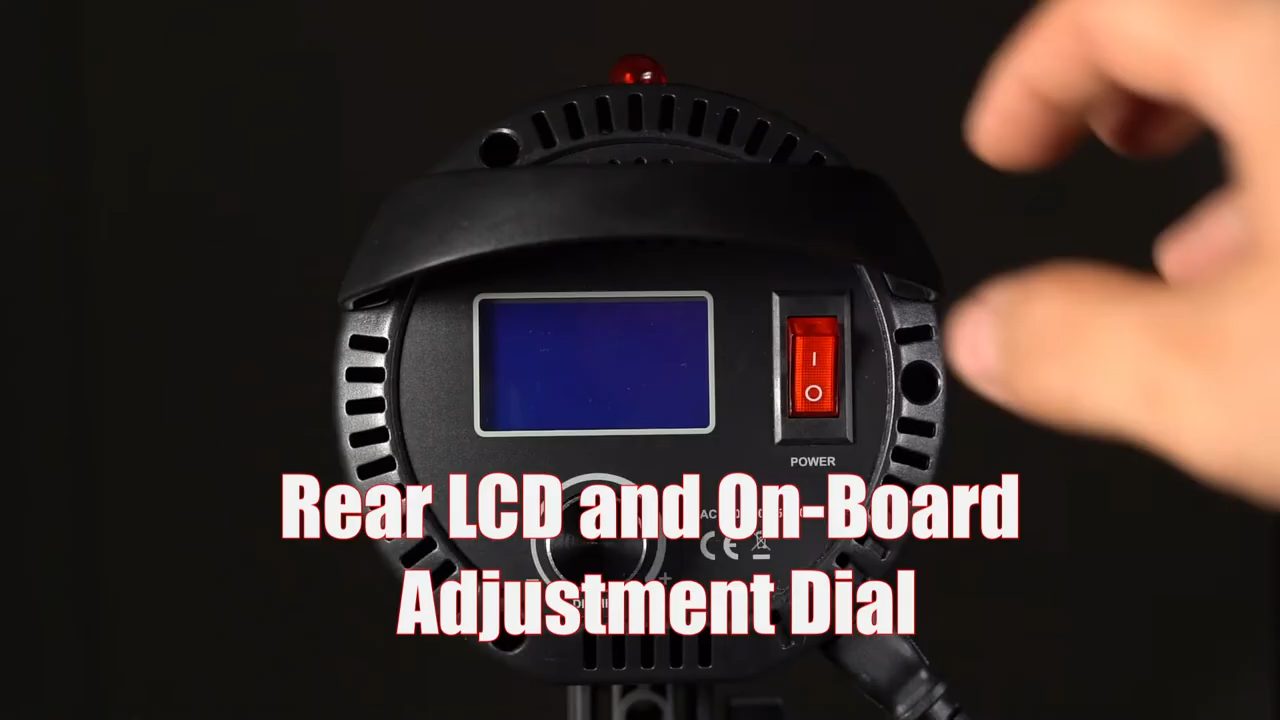 I
O
POWER
Rear LCD and On-Board
CE
Adjustment Dial